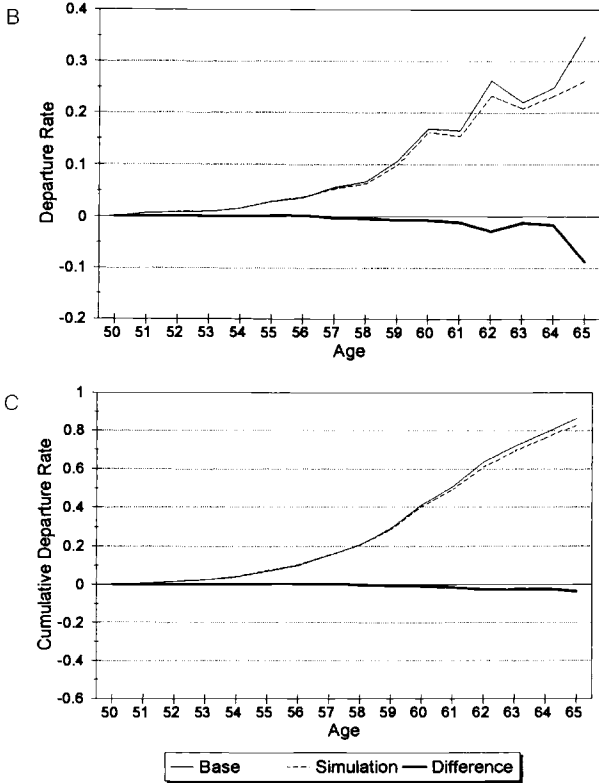 B
0.4
0.3
0.2
0.1
0
-0.1
-0.2
Departure Rate
50 51 52 53 54 55 56 57 58 59 60 61 62 63 64 65
Age
C
1
0.8
0.6
0.4
0.2
0
-0.2
-0.4
-0.6
Cumulative Departure Rate
50 51 52 53 54 55 56 57 58 59 60 61 62 63 64 65
Age
Base Simulation Difference